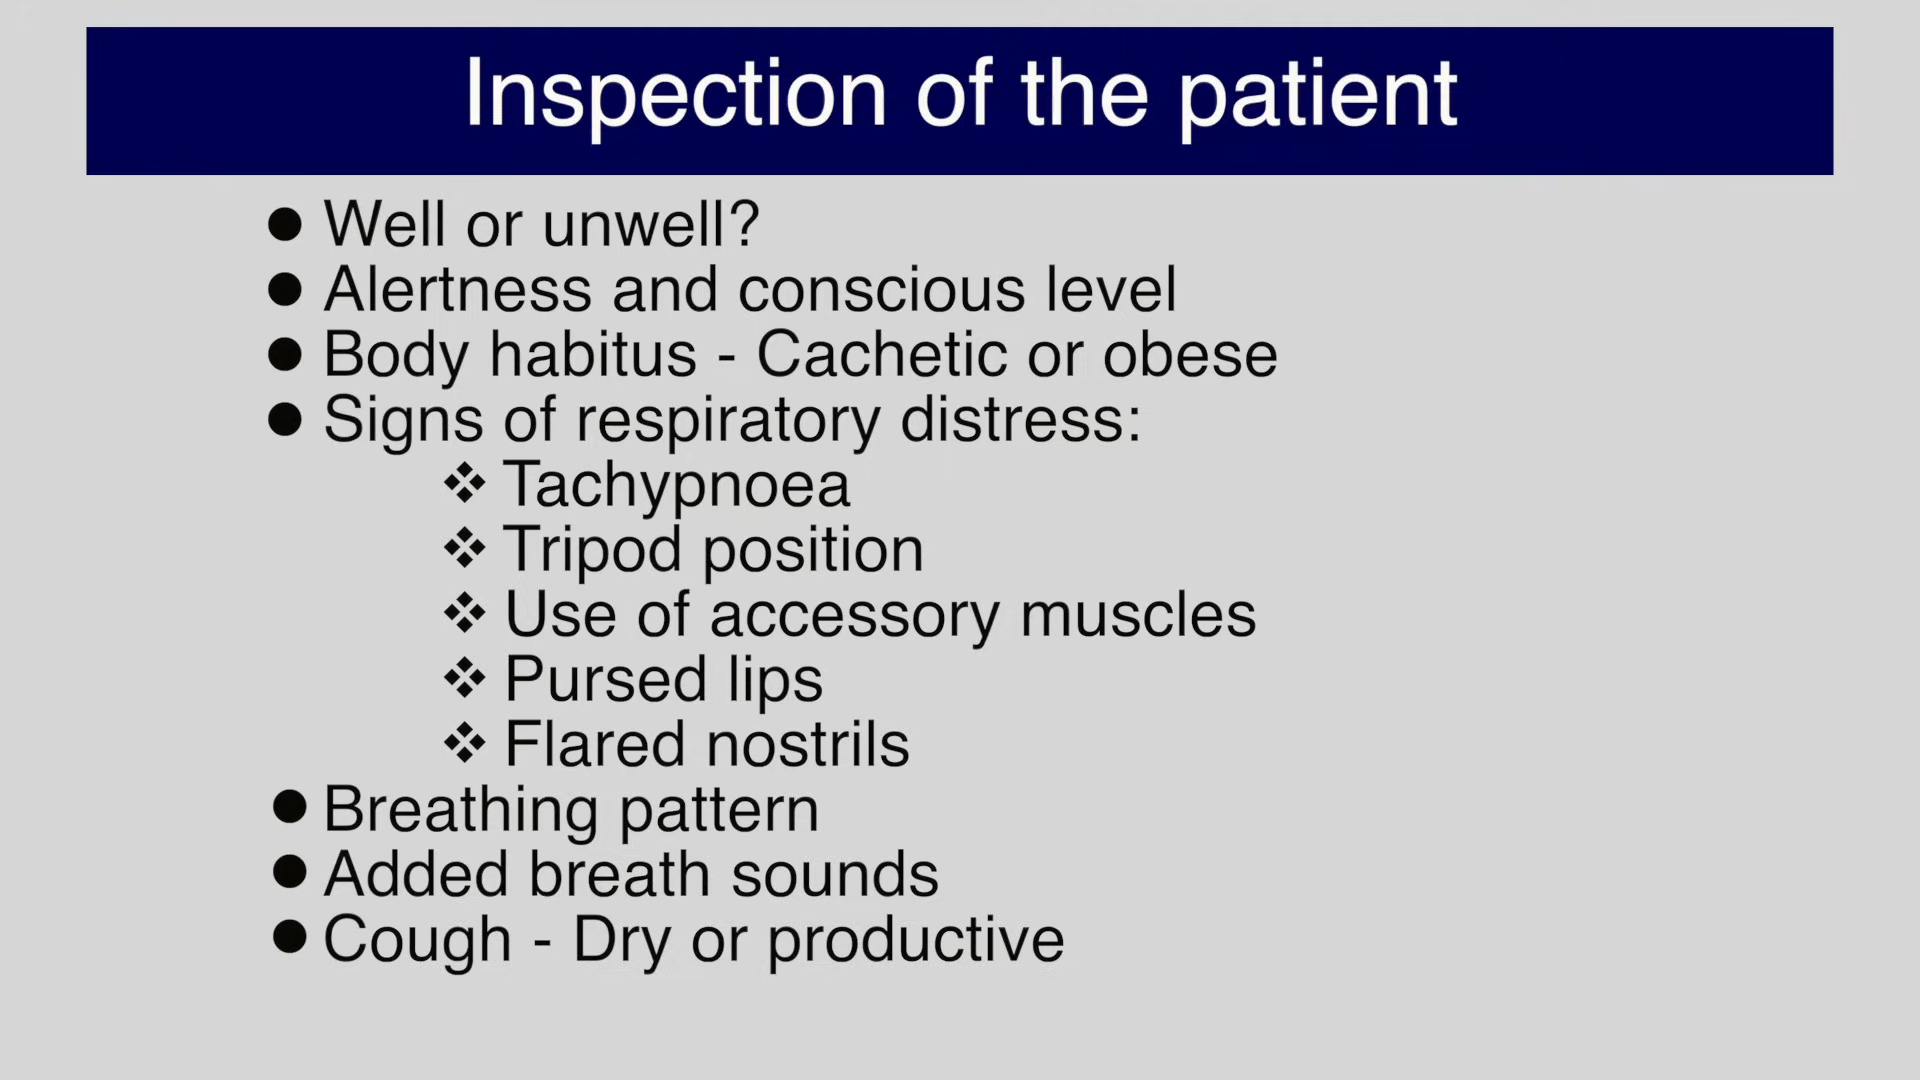 Inspection of the patient
● Well or unwell?
● Alertness and conscious level
● Body habitus - Cachetic or obese
● Signs of respiratory distress:
❖ Tachypnoea
❖ Tripod position
❖ Use of accessory muscles
❖ Pursed lips
❖ Flared nostrils
● Breathing pattern
● Added breath sounds
● Cough - Dry or productive